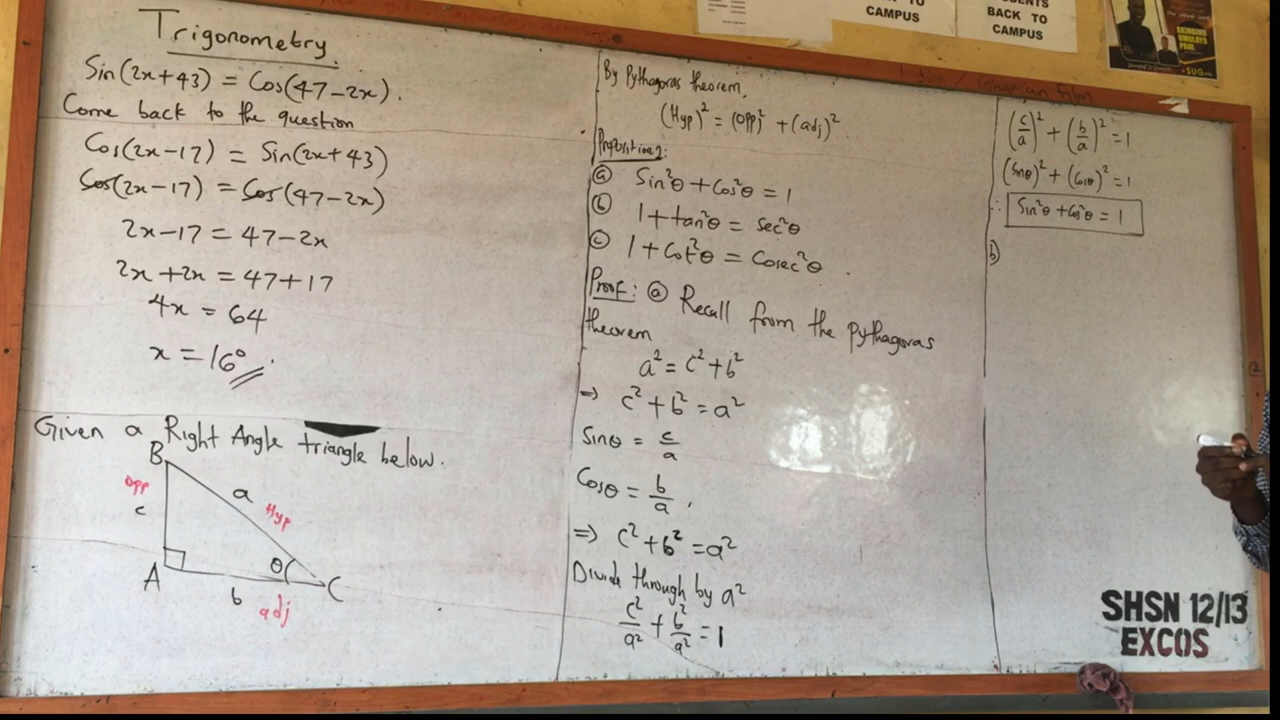 Trigonometry.
Sin(2x+43) = Cos(47-2x).
Come back to the question
Cos(2x-17) = Sin(2x+43)
Cos(2x-17) = Cos(47-2x)
2x-17 = 47-2x
2x+2x = 47+17
4x = 64
x = 16°
Given a Right Angle triangle below.
B
opp
c
a
Hyp
A
θ
C
b
adj
By Pythagoras theorem,
(Hyp)² = (opp)² + (adj)²
(a) Sin²θ + Cos²θ = 1
(b) 1 + tan²θ = sec²θ
(c) 1 + Cot²θ = Cosec²θ.
Proof: (a) Recall from the pythagoras
theorem
a² = c² + b²
⇒ c² + b² = a²
Sinθ = c/a
Cosθ = b/a,
⇒ c² + b² = a²
Divide through by a²
c²/a² + b²/a² = 1
(c/a)² + (b/a)² = 1
(Sinθ)² + (Cosθ)² = 1
∴ Sin²θ + Cos²θ = 1
b)
CAMPUS
BACK TO
CAMPUS
SUG
SHSN 12/13
EXCOS